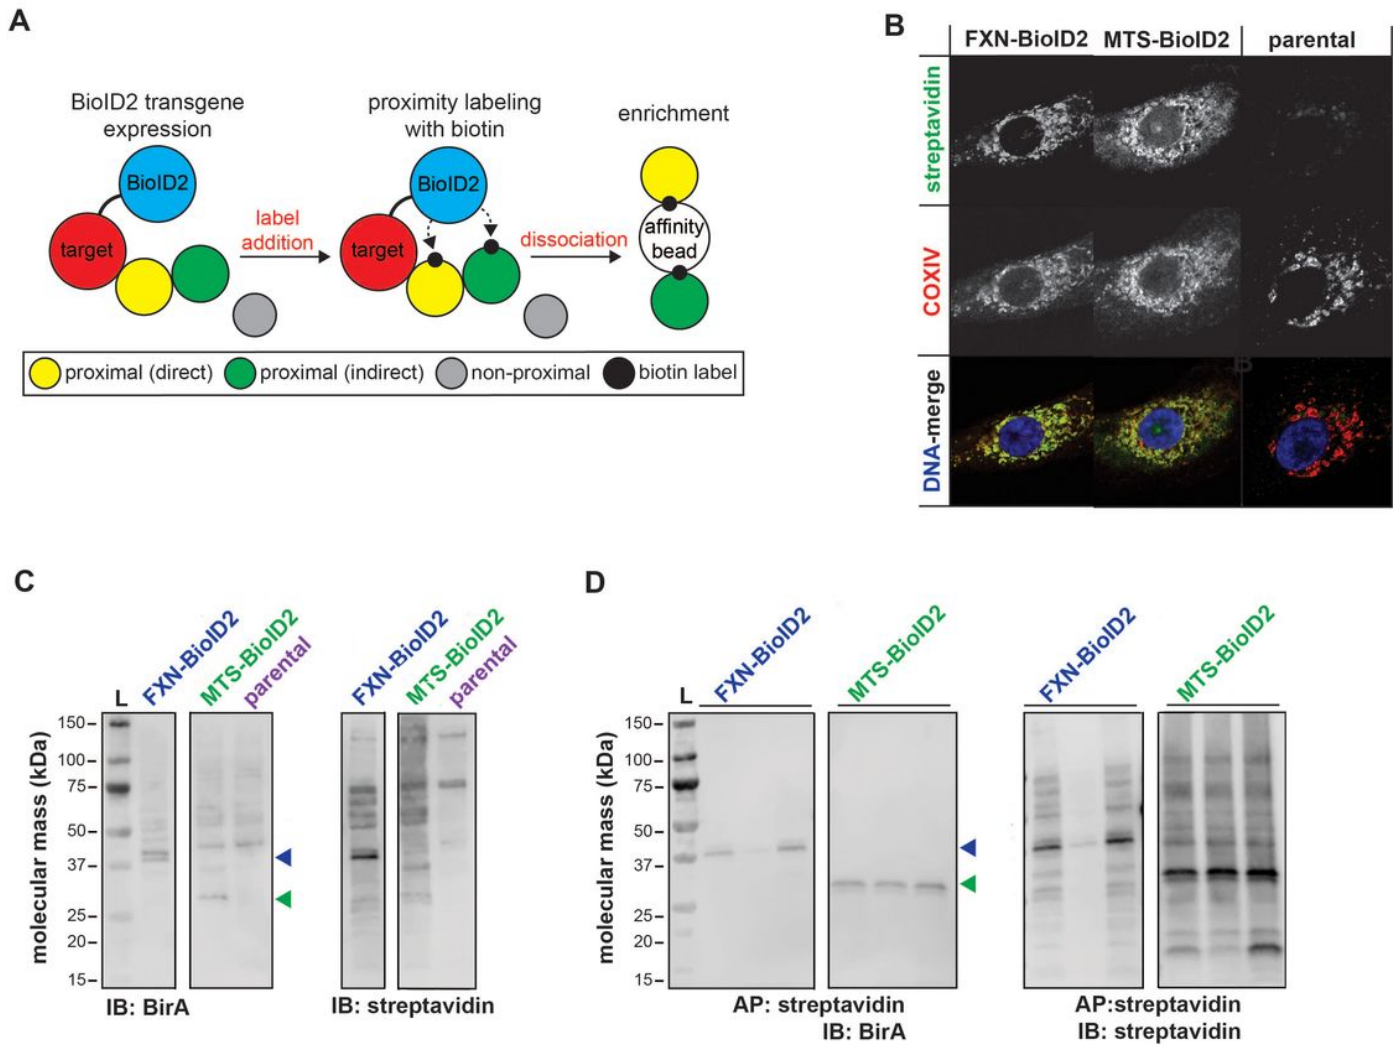 A
BioID2 transgene
expression
proximity labeling
with biotin
enrichment
BioID2
target
label
addition
BioID2
target
dissociation
affinity
bead
proximal (direct)
proximal (indirect)
non-proximal
biotin label
B
FXN-BioID2
MTS-BioID2
parental
streptavidin
COXIV
DNA-merge
B
C
L
FXN-BioID2
MTS-BioID2
parental
FXN-BioID2
MTS-BioID2
parental
molecular mass (kDa)
150
100
75
50
37
25
20
15
IB: BirA
IB: streptavidin
D
L
FXN-BioID2
MTS-BioID2
FXN-BioID2
MTS-BioID2
molecular mass (kDa)
150
100
75
50
37
25
20
15
AP: streptavidin
IB: BirA
AP:streptavidin
IB: streptavidin